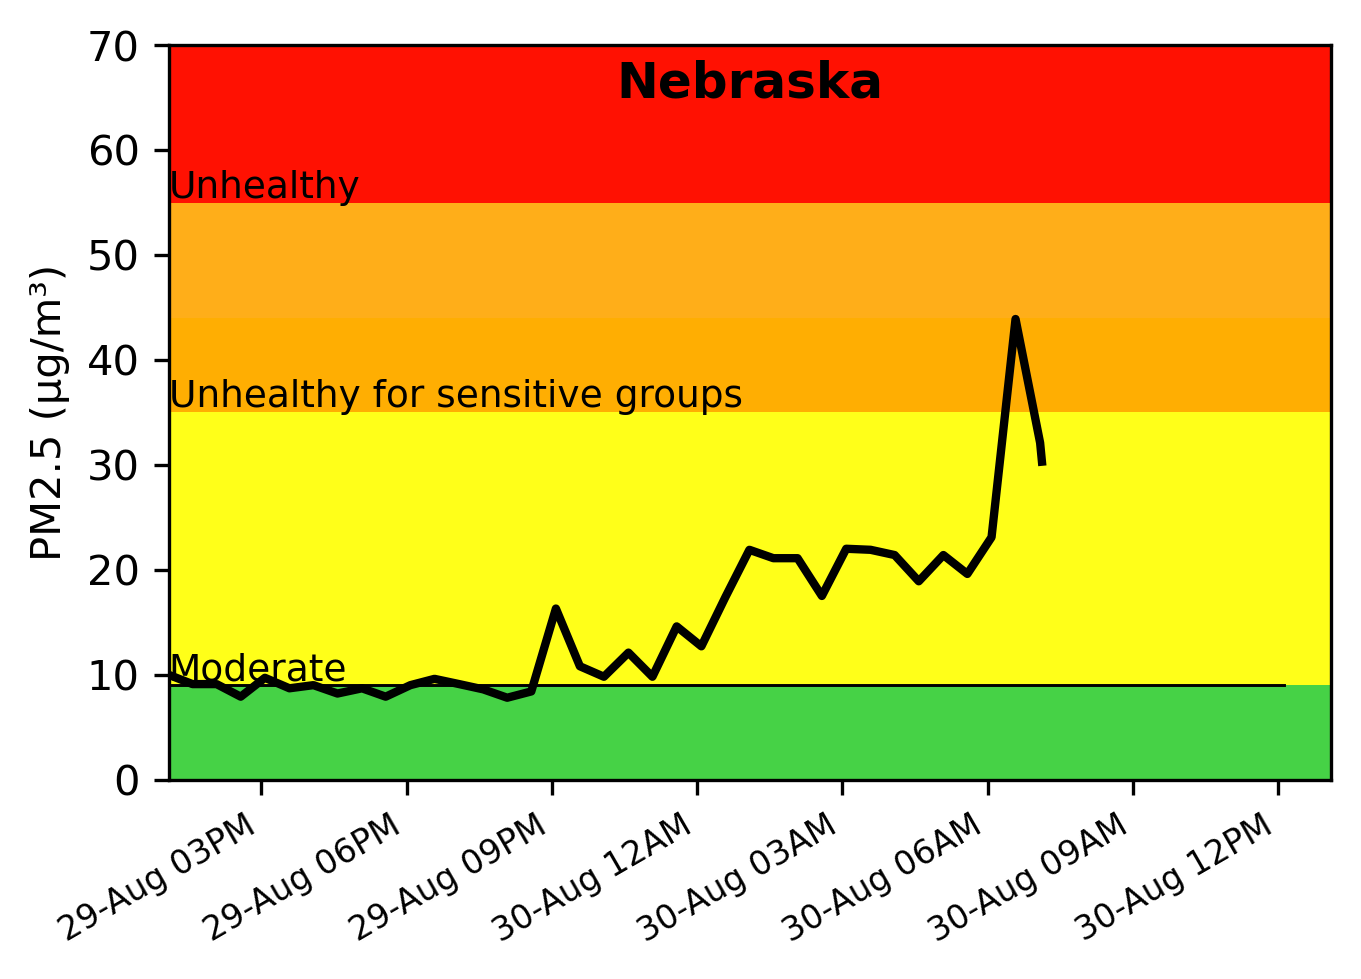 Nebraska
70
60
50
40
30
20
10
0
PM2.5 (µg/m³)
Unhealthy
Unhealthy for sensitive groups
Moderate
29-Aug 03PM
29-Aug 06PM
29-Aug 09PM
30-Aug 12AM
30-Aug 03AM
30-Aug 06AM
30-Aug 09AM
30-Aug 12PM